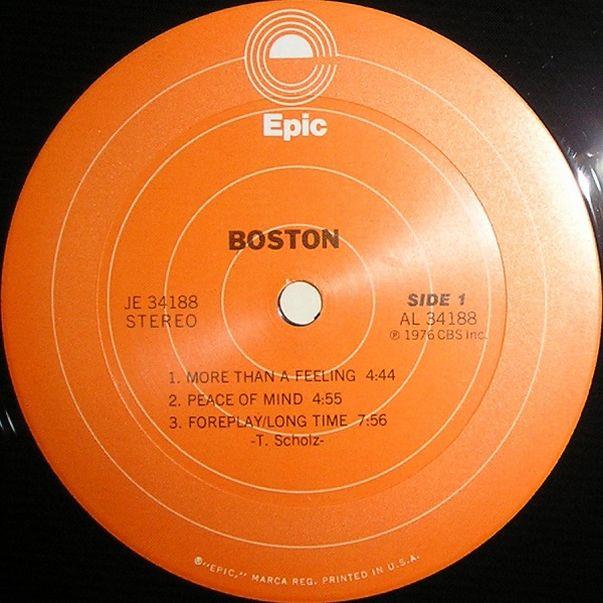 Epic
BOSTON
JE 34188
STEREO
SIDE 1
AL 34188
℗ 1976 CBS Inc.
1. MORE THAN A FEELING 4:44
2. PEACE OF MIND 4:55
3. FOREPLAY/LONG TIME 7:56
-T. Scholz-
®"EPIC," MARCA REG. PRINTED IN U.S.A.